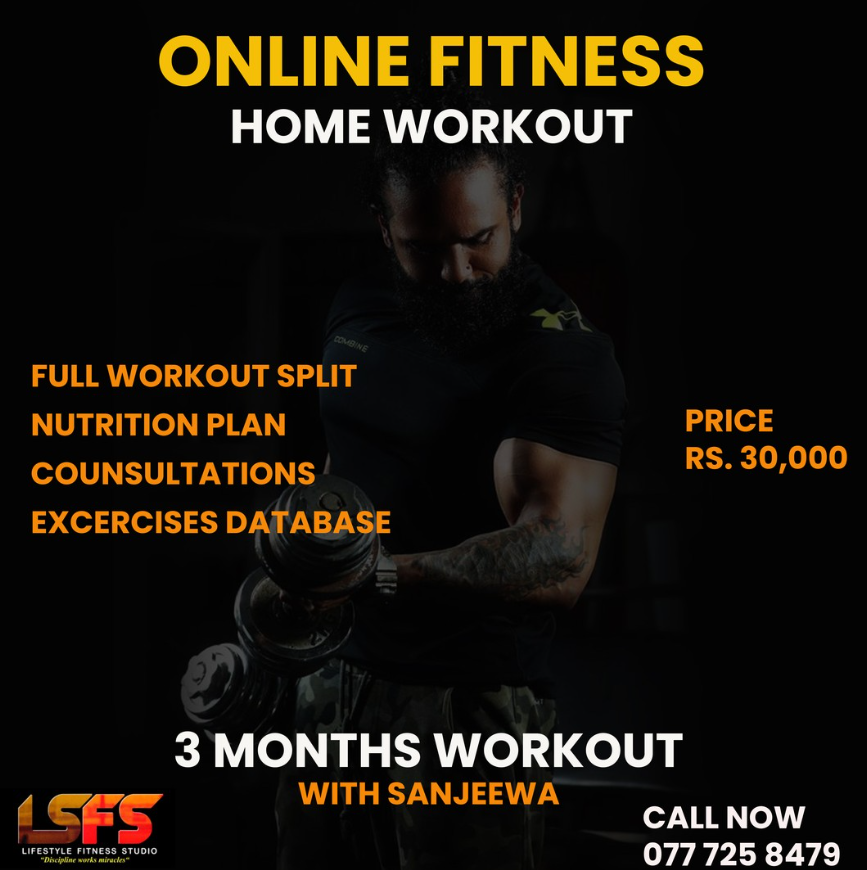 ONLINE FITNESS
HOME WORKOUT
COMBINE
FULL WORKOUT SPLIT
NUTRITION PLAN
COUNSULTATIONS
EXCERCISES DATABASE
PRICE
RS. 30,000
3 MONTHS WORKOUT
WITH SANJEEWA
LSFS
LIFESTYLE FITNESS STUDIO
"Discipline works miracles"
CALL NOW
077 725 8479